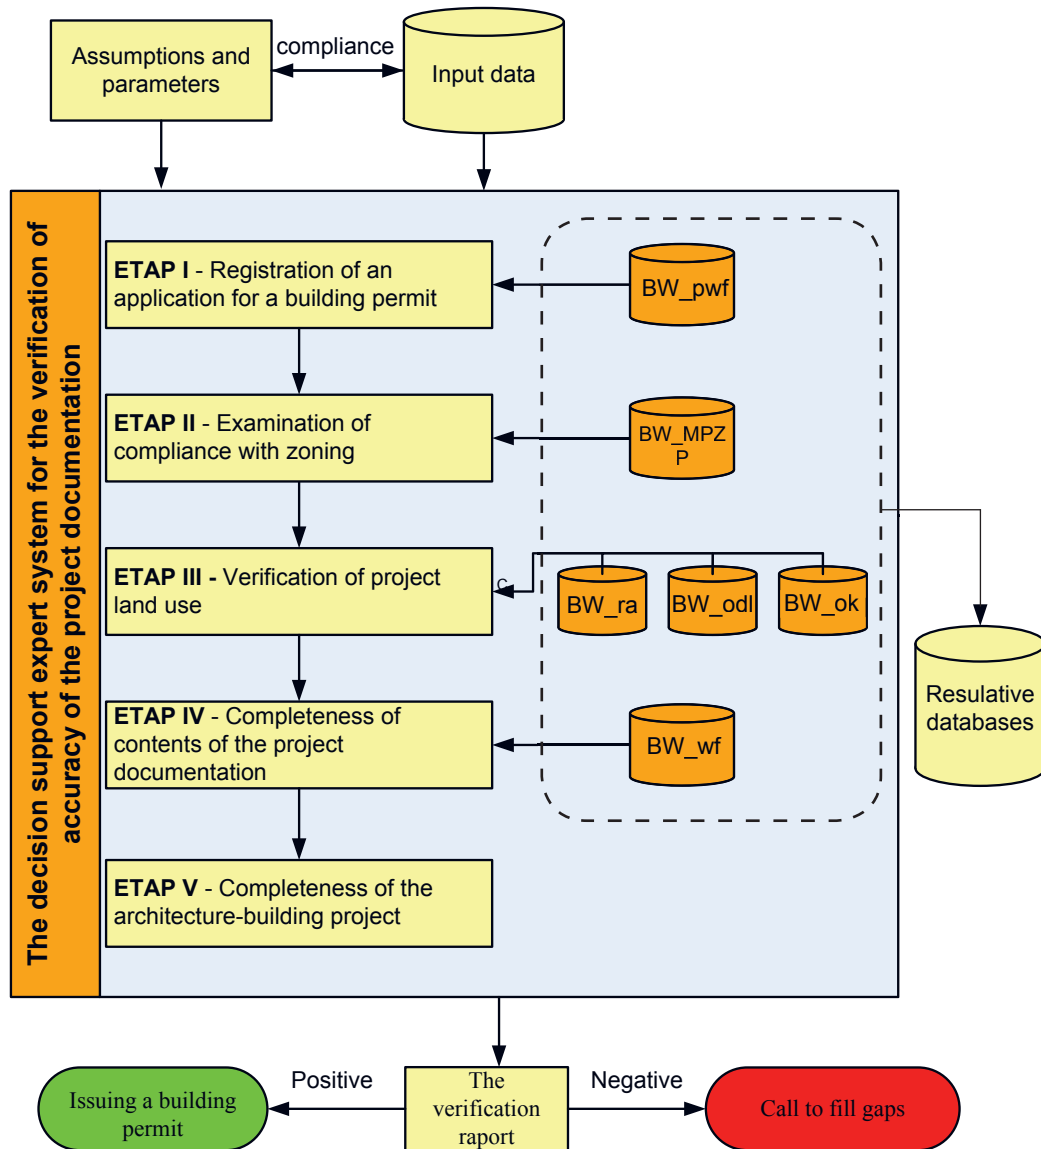 Assumptions and
parameters
compliance
Input data
The decision support expert system for the verification of
accuracy of the project documentation
ETAP I - Registration of an
application for a building permit
BW_pwf
ETAP II - Examination of
compliance with zoning
BW_MPZ
P
ETAP III - Verification of project
land use
C
BW_ra
BW_odl
BW_ok
ETAP IV - Completeness of
contents of the project
documentation
BW_wf
Resulative
databases
ETAP V - Completeness of the
architecture-building project
Issuing a building
permit
Positive
The
verification
raport
Negative
Call to fill gaps